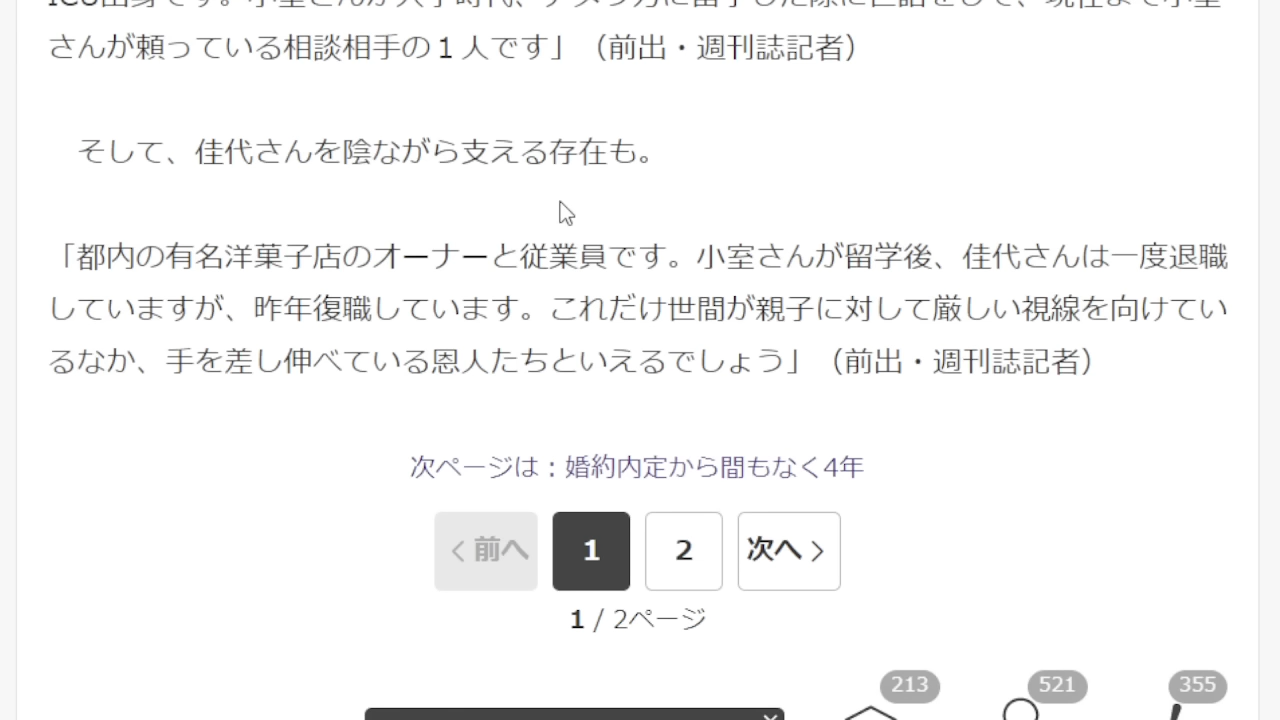 さんが頼っている相談相手の１人です」（前出・週刊誌記者）
そして、佳代さんを陰ながら支える存在も。
「都内の有名洋菓子店のオーナーと従業員です。小室さんが留学後、佳代さんは一度退職
していますが、昨年復職しています。これだけ世間が親子に対して厳しい視線を向けてい
るなか、手を差し伸べている恩人たちといえるでしょう」（前出・週刊誌記者）
次ページは：婚約内定から間もなく4年
< 前へ 1 2 次へ >
1 / 2ページ
213 521 355